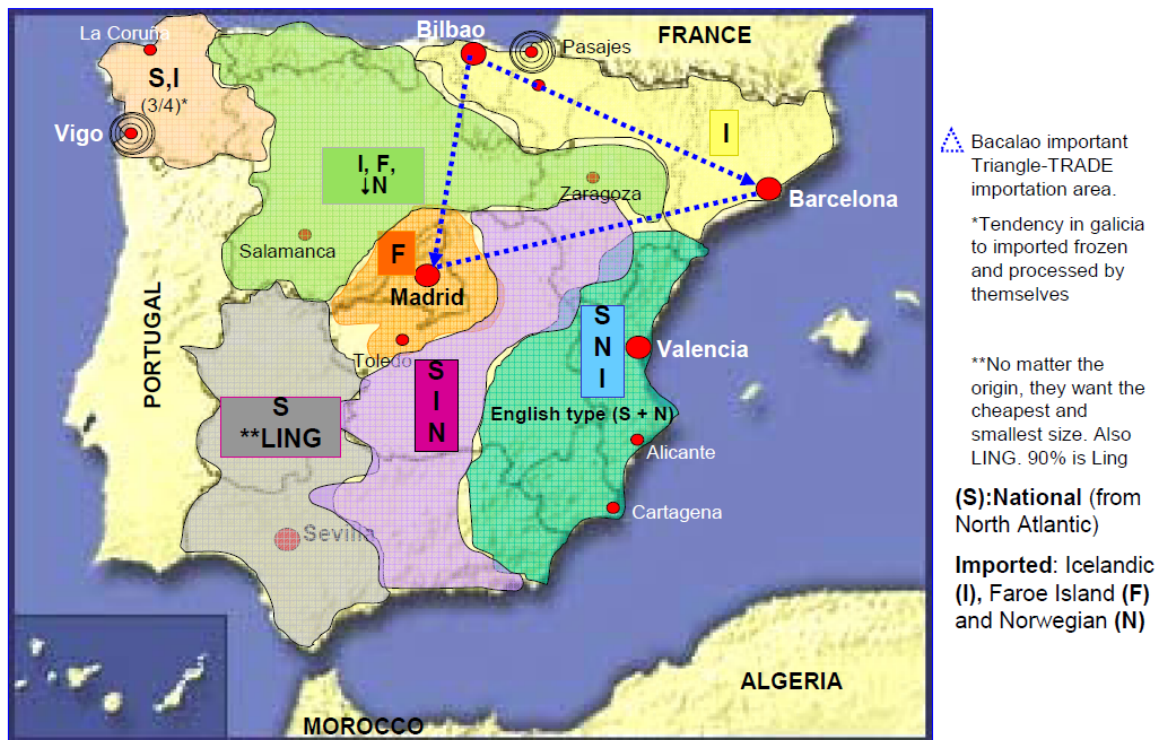 La Coruña
S,I
(3/4)*
Vigo
Bilbao
Pasajes
FRANCE
I
I, F,
↓N
Zaragoza
Barcelona
Salamanca
F
Madrid
Toledo
PORTUGAL
S
N
I
Valencia
English type (S + N)
S
I
N
S
**LING
Alicante
Cartagena
Sevilla
ALGERIA
MOROCCO
Bacalao important
Triangle-TRADE
importation area.
*Tendency in galicia
to imported frozen
and processed by
themselves
**No matter the
origin, they want the
cheapest and
smallest size. Also
LING. 90% is Ling
(S):National (from
North Atlantic)
Imported: Icelandic
(I), Faroe Island (F)
and Norwegian (N)